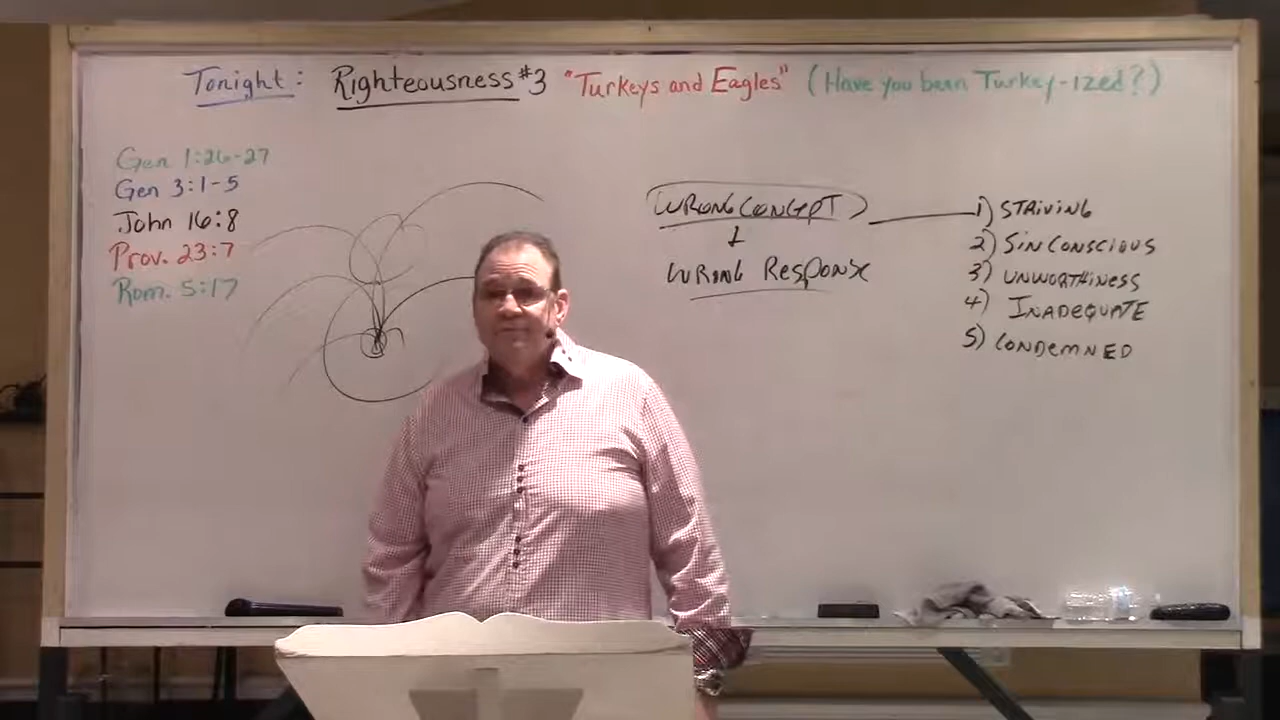 Tonight: Righteousness #3 "Turkeys and Eagles" (Have you been Turkey-ized?)
Gen 1:26-27
Gen 3:1-5
John 16:8
Prov. 23:7
Rom. 5:17
WRONG CONCEPT
WRONG RESPONSE
1) STRIVING
2) SIN CONSCIOUS
3) UNWORTHINESS
4) INADEQUATE
5) CONDEMNED